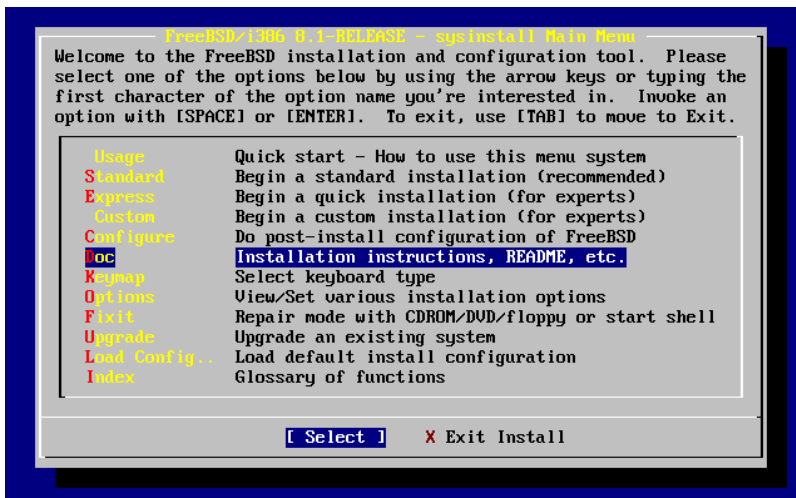 FreeBSD/i386 8.1-RELEASE - sysinstall Main Menu
Welcome to the FreeBSD installation and configuration tool.  Please
select one of the options below by using the arrow keys or typing the
first character of the option name you're interested in.  Invoke an
option with [SPACE] or [ENTER].  To exit, use [TAB] to move to Exit.
Usage Quick start - How to use this menu system
Standard Begin a standard installation (recommended)
Express Begin a quick installation (for experts)
Custom Begin a custom installation (for experts)
Configure Do post-install configuration of FreeBSD
Doc Installation instructions, README, etc.
Keymap Select keyboard type
Options View/Set various installation options
Fixit Repair mode with CDROM/DVD/floppy or start shell
Upgrade Upgrade an existing system
Load Config.. Load default install configuration
Index Glossary of functions
[ Select ] X Exit Install